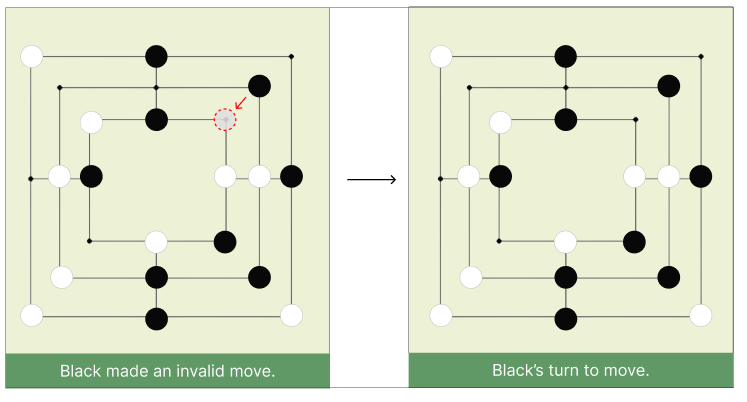 Black made an invalid move.
Black’s turn to move.